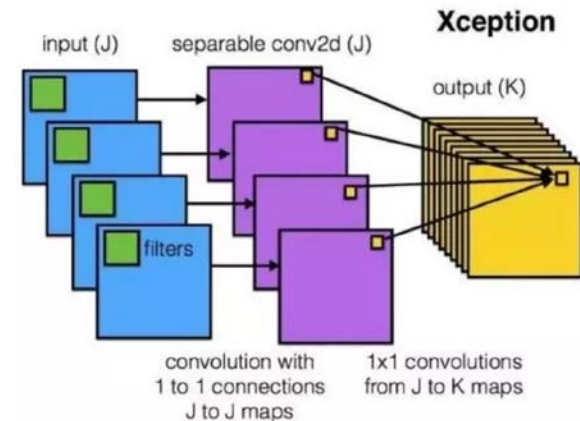 Xception
input (J)
separable conv2d (J)
output (K)
filters
convolution with
1 to 1 connections
J to J maps
1x1 convolutions
from J to K maps